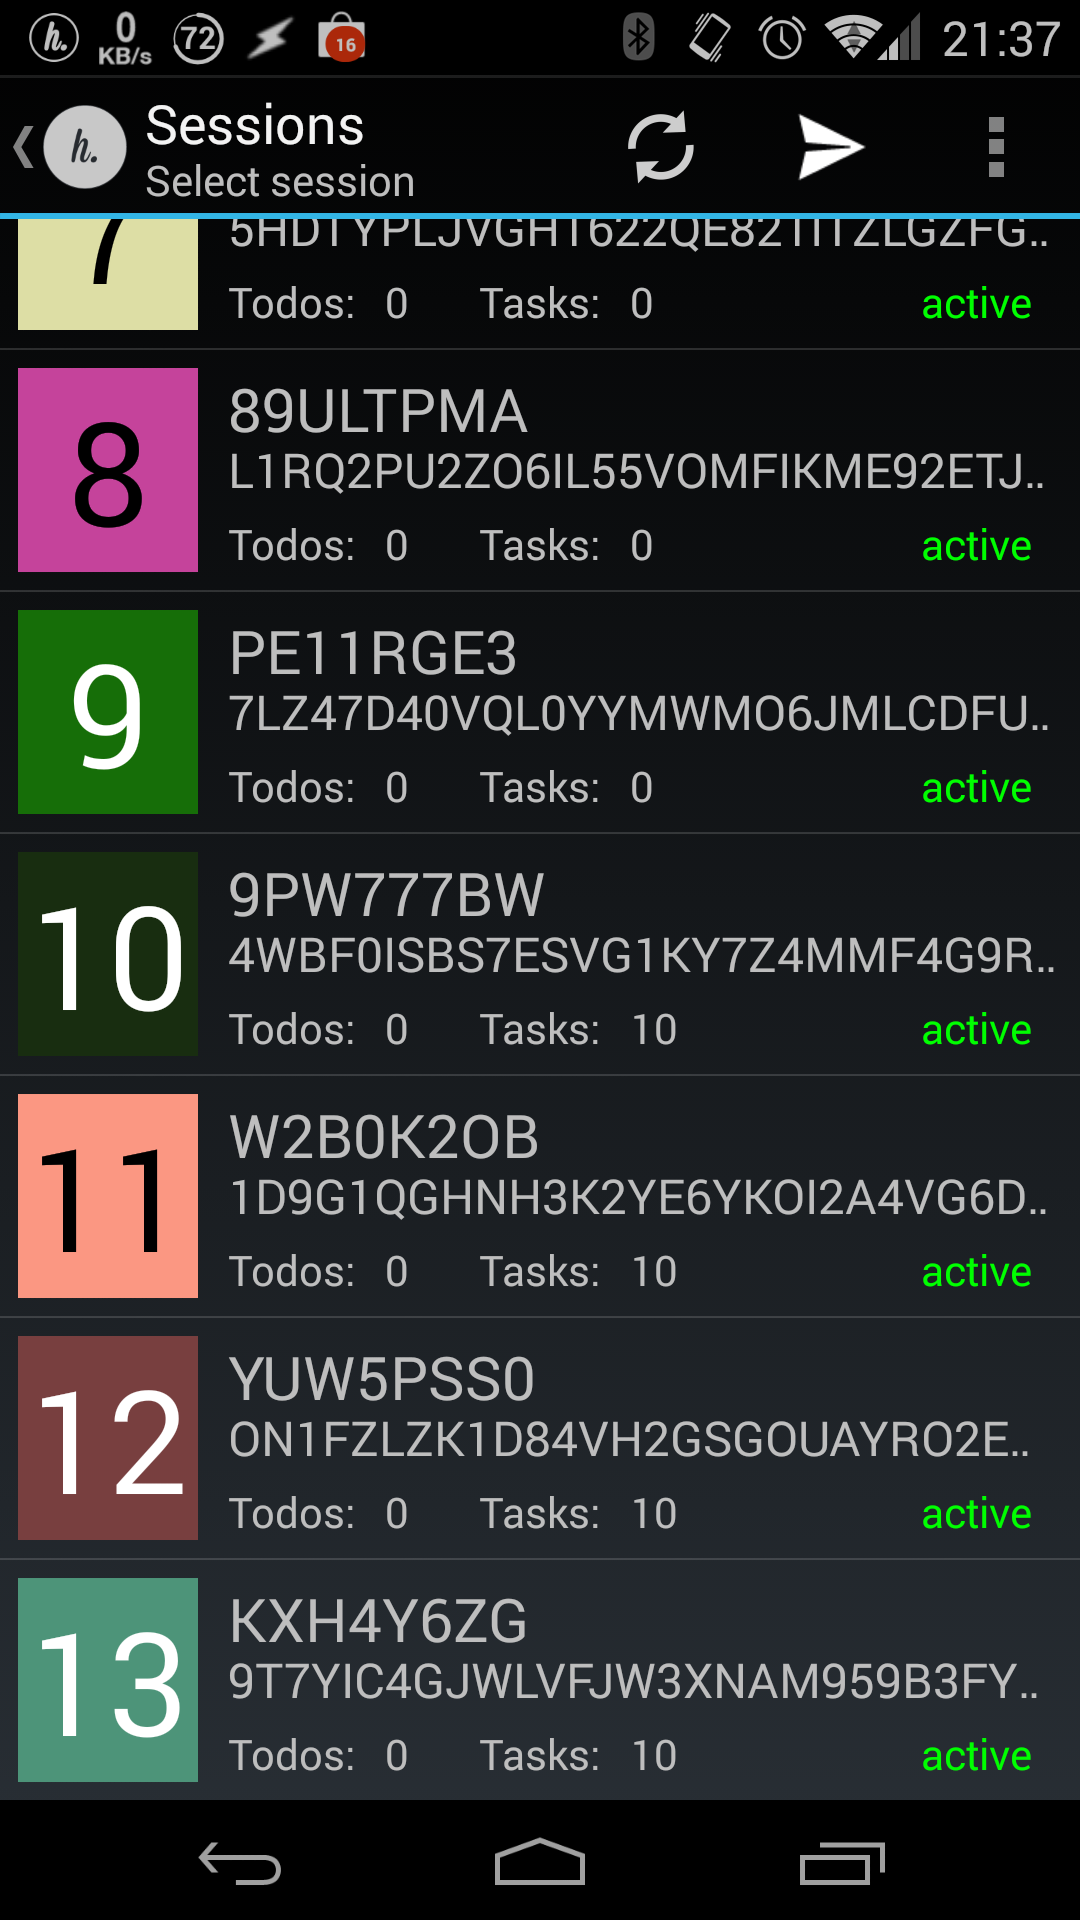 h. 0 KB/s 72 16 21:37
h. Sessions
Select session
7
Todos: 0 Tasks: 0 active
8
89ULTPMA
L1RQ2PU2ZO6IL55VOMFIKME92ETJ..
Todos: 0 Tasks: 0 active
9
PE11RGE3
7LZ47D40VQL0YYMWMO6JMLCDFU..
Todos: 0 Tasks: 0 active
10
9PW777BW
4WBF0ISBS7ESVG1KY7Z4MMF4G9R..
Todos: 0 Tasks: 10 active
11
W2B0K2OB
1D9G1QGHNH3K2YE6YKOI2A4VG6D..
Todos: 0 Tasks: 10 active
12
YUW5PSS0
ON1FZLZK1D84VH2GSGOUAYRO2E..
Todos: 0 Tasks: 10 active
13
KXH4Y6ZG
9T7YIC4GJWLVFJW3XNAM959B3FY..
Todos: 0 Tasks: 10 active